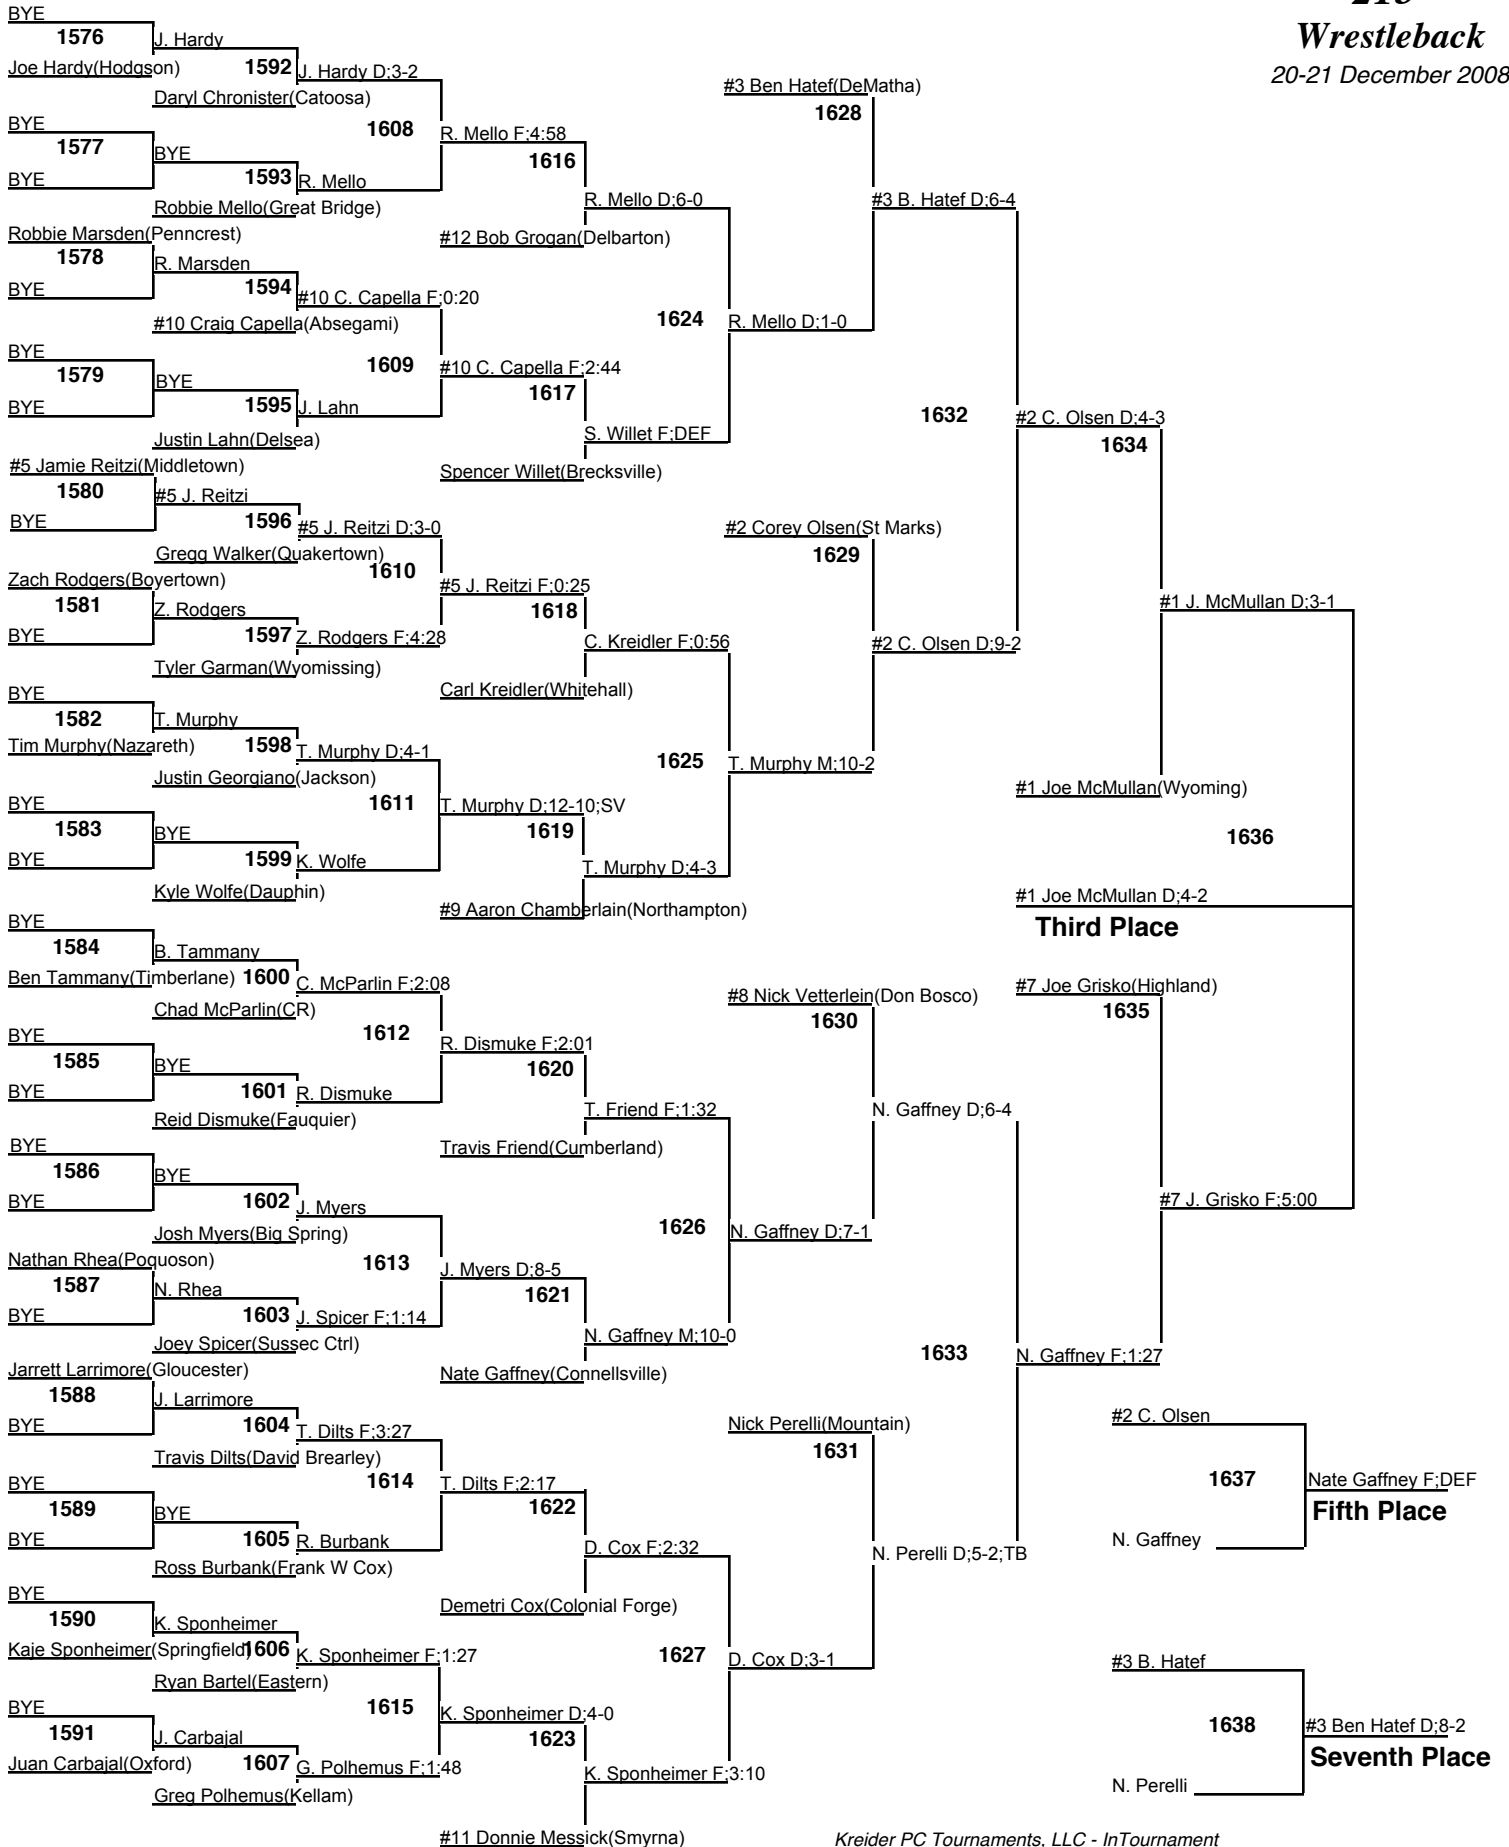 Wrestleback
20-21 December 2008
BYE
1576
J. Hardy
Joe Hardy(Hodgson)
1592
J. Hardy D;3-2
Daryl Chronister(Catoosa)
1608
BYE
1577
BYE
BYE
1593
R. Mello
Robbie Mello(Great Bridge)
R. Mello F;4:58
1616
R. Mello D;6-0
#12 Bob Grogan(Delbarton)
Robbie Marsden(Penncrest)
1578
R. Marsden
BYE
1594
#10 C. Capella F;0:20
#10 Craig Capella(Absegami)
1609
BYE
1579
BYE
BYE
1595
J. Lahn
Justin Lahn(Delsea)
#10 C. Capella F;2:44
1617
S. Willet F;DEF
Spencer Willet(Brecksville)
1624
R. Mello D;1-0
#3 Ben Hatef(DeMatha)
1628
#3 B. Hatef D;6-4
#5 Jamie Reitzi(Middletown)
1580
#5 J. Reitzi
BYE
1596
#5 J. Reitzi D;3-0
Gregg Walker(Quakertown)
1610
Zach Rodgers(Boyertown)
1581
Z. Rodgers
BYE
1597
Z. Rodgers F;4:28
Tyler Garman(Wyomissing)
#5 J. Reitzi F;0:25
1618
C. Kreidler F;0:56
Carl Kreidler(Whitehall)
BYE
1582
T. Murphy
Tim Murphy(Nazareth)
1598
T. Murphy D;4-1
Justin Georgiano(Jackson)
1611
BYE
1583
BYE
BYE
1599
K. Wolfe
Kyle Wolfe(Dauphin)
T. Murphy D;12-10;SV
1619
T. Murphy D;4-3
#9 Aaron Chamberlain(Northampton)
1625
T. Murphy M;10-2
#2 Corey Olsen(St Marks)
1629
#2 C. Olsen D;9-2
1632
#2 C. Olsen D;4-3
1634
#1 J. McMullan D;3-1
#1 Joe McMullan(Wyoming)
1636
#1 Joe McMullan D;4-2
Third Place
BYE
1584
B. Tammany
Ben Tammany(Timberlane)
1600
C. McParlin F;2:08
Chad McParlin(CR)
1612
BYE
1585
BYE
BYE
1601
R. Dismuke
Reid Dismuke(Fauquier)
R. Dismuke F;2:01
1620
T. Friend F;1:32
Travis Friend(Cumberland)
BYE
1586
BYE
BYE
1602
J. Myers
Josh Myers(Big Spring)
1613
Nathan Rhea(Poquoson)
1587
N. Rhea
BYE
1603
J. Spicer F;1:14
Joey Spicer(Sussec Ctrl)
J. Myers D;8-5
1621
N. Gaffney M;10-0
Nate Gaffney(Connellsville)
1626
N. Gaffney D;7-1
#8 Nick Vetterlein(Don Bosco)
1630
N. Gaffney D;6-4
Jarrett Larrimore(Gloucester)
1588
J. Larrimore
BYE
1604
T. Dilts F;3:27
Travis Dilts(David Brearley)
1614
BYE
1589
BYE
BYE
1605
R. Burbank
Ross Burbank(Frank W Cox)
T. Dilts F;2:17
1622
D. Cox F;2:32
Demetri Cox(Colonial Forge)
BYE
1590
K. Sponheimer
Kaje Sponheimer(Springfield)
1606
K. Sponheimer F;1:27
Ryan Bartel(Eastern)
1615
BYE
1591
J. Carbajal
Juan Carbajal(Oxford)
1607
G. Polhemus F;1:48
Greg Polhemus(Kellam)
K. Sponheimer D;4-0
1623
K. Sponheimer F;3:10
#11 Donnie Messick(Smyrna)
1627
D. Cox D;3-1
Nick Perelli(Mountain)
1631
N. Perelli D;5-2;TB
1633
N. Gaffney F;1:27
#7 Joe Grisko(Highland)
1635
#7 J. Grisko F;5:00
#2 C. Olsen
1637
Nate Gaffney F;DEF
Fifth Place
N. Gaffney
#3 B. Hatef
1638
#3 Ben Hatef D;8-2
Seventh Place
N. Perelli
Kreider PC Tournaments, LLC - InTournament